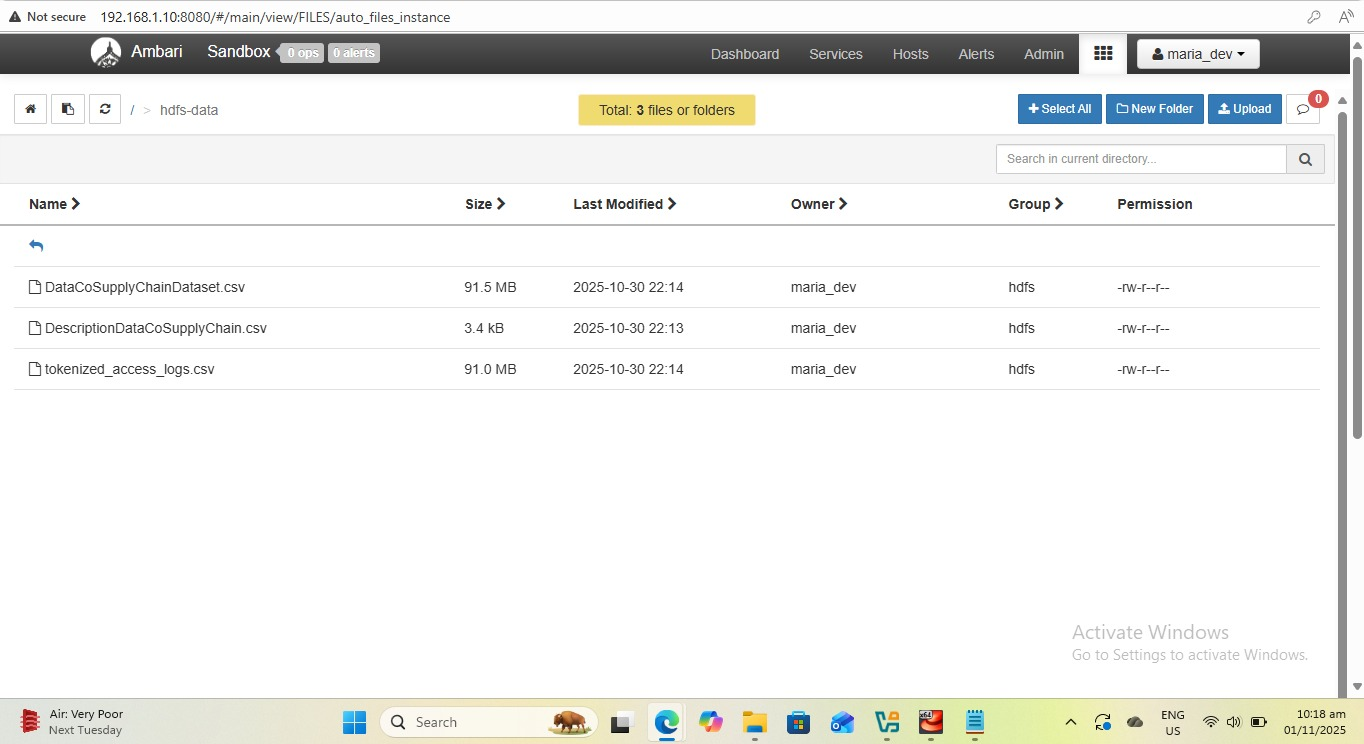 Not secure 192.168.1.10:8080/#/main/view/FILES/auto_files_instance
Ambari Sandbox 0 ops 0 alerts Dashboard Services Hosts Alerts Admin maria_dev
/ > hdfs-data Total: 3 files or folders Select All New Folder Upload 0
Search in current directory...
Name Size Last Modified Owner Group Permission
DataCoSupplyChainDataset.csv 91.5 MB 2025-10-30 22:14 maria_dev hdfs -rw-r--r--
DescriptionDataCoSupplyChain.csv 3.4 kB 2025-10-30 22:13 maria_dev hdfs -rw-r--r--
tokenized_access_logs.csv 91.0 MB 2025-10-30 22:14 maria_dev hdfs -rw-r--r--
Activate Windows
Go to Settings to activate Windows.
Air: Very Poor
Next Tuesday
Search
x64
ENG
US
10:18 am
01/11/2025